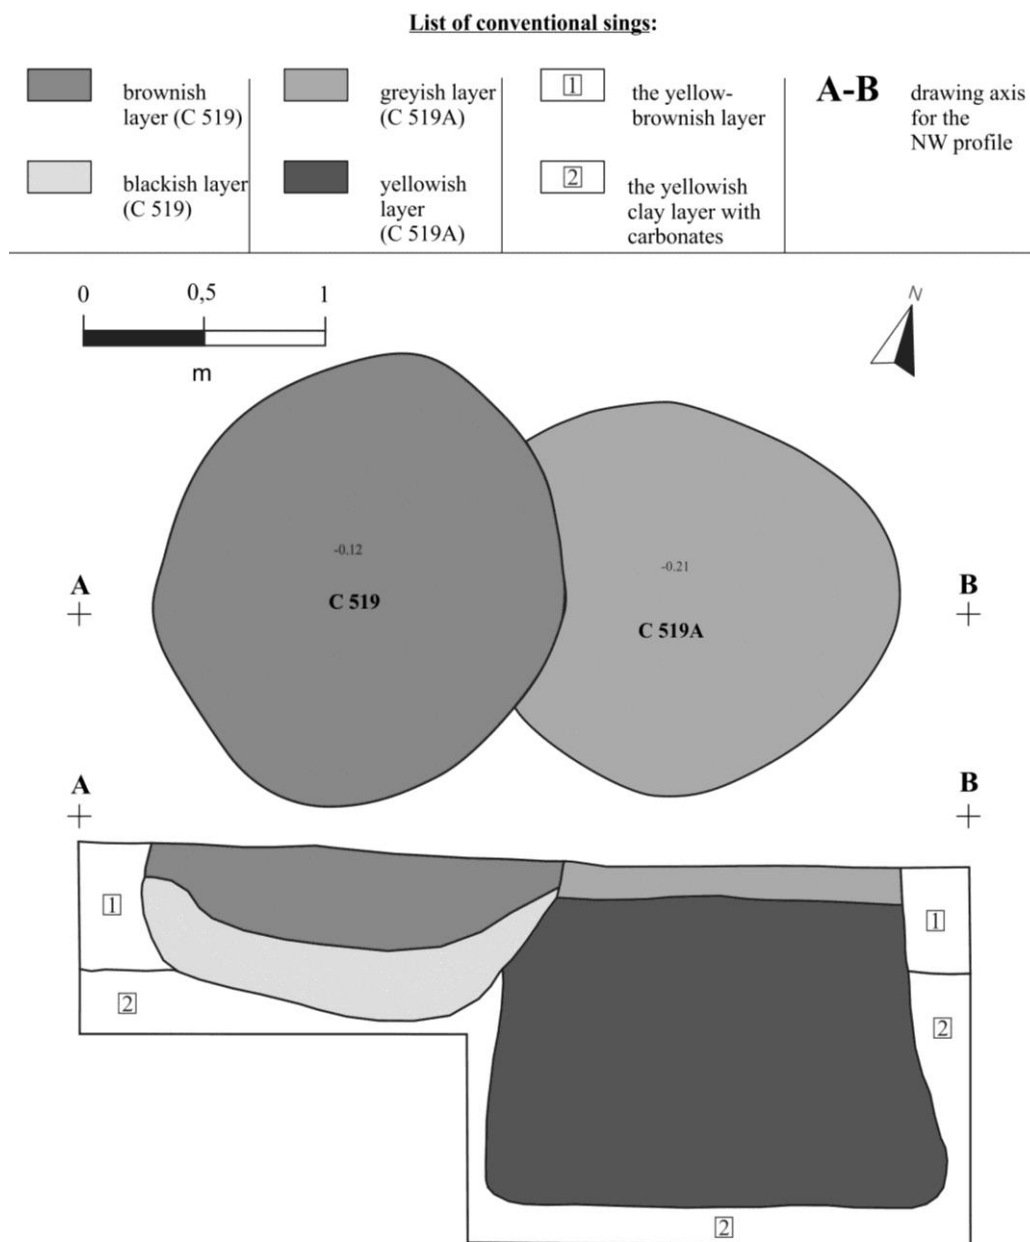 List of conventional sings:
brownish
layer (C 519)
blackish layer
(C 519)
greyish layer
(C 519A)
yellowish
layer
(C 519A)
1
the yellow-
brownish layer
2
the yellowish
clay layer with
carbonates
A-B
drawing axis
for the
NW profile
0 0,5 1
m
N
-0.12
C 519
-0.21
C 519A
A B
A B
1 1
2 2
2